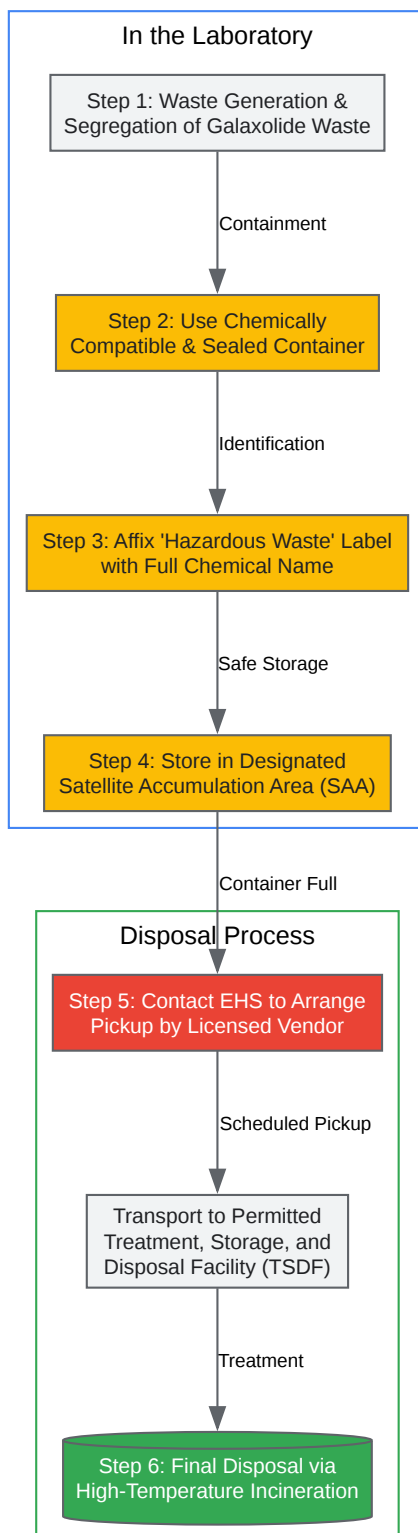 In the Laboratory
Step 1: Waste Generation &
Segregation of Galaxolide Waste
Containment
Step 2: Use Chemically
Compatible & Sealed Container
Identification
Step 3: Affix 'Hazardous Waste' Label
with Full Chemical Name
Safe Storage
Step 4: Store in Designated
Satellite Accumulation Area (SAA)
Container Full
Disposal Process
Step 5: Contact EHS to Arrange
Pickup by Licensed Vendor
Scheduled Pickup
Transport to Permitted
Treatment, Storage, and
Disposal Facility (TSDF)
Treatment
Step 6: Final Disposal via
High-Temperature Incineration